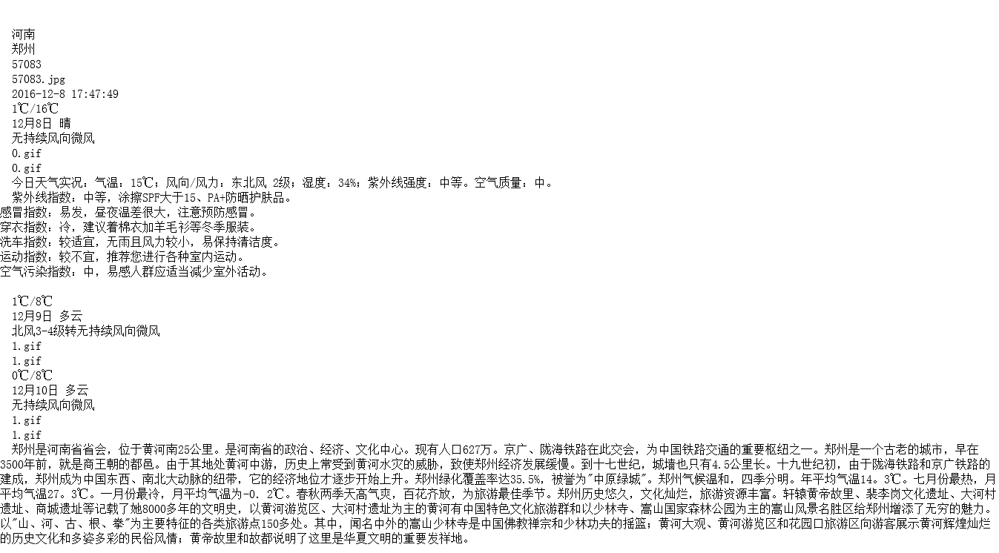 河南
郑州
57083
57083.jpg
2016-12-8 17:47:49
1℃/16℃
12月8日 晴
无持续风向微风
0.gif
0.gif
今日天气实况：气温：15℃；风向/风力：东北风 2级；湿度：34%；紫外线强度：中等。空气质量：中。
紫外线指数：中等，涂擦SPF大于15、PA+防晒护肤品。
感冒指数：易发，昼夜温差很大，注意预防感冒。
穿衣指数：冷，建议着棉衣加羊毛衫等冬季服装。
洗车指数：较适宜，无雨且风力较小，易保持清洁度。
运动指数：较不宜，推荐您进行各种室内运动。
空气污染指数：中，易感人群应适当减少室外活动。
1℃/8℃
12月9日 多云
北风3-4级转无持续风向微风
1.gif
1.gif
0℃/8℃
12月10日 多云
无持续风向微风
1.gif
1.gif
郑州是河南省省会，位于黄河南25公里。是河南省的政治、经济、文化中心。现有人口627万。京广、陇海铁路在此交会，为中国铁路交通的重要枢纽之一。郑州是一个古老的城市，早在
3500年前，就是商王朝的都邑。由于其地处黄河中游，历史上常受到黄河水灾的威胁，致使郑州经济发展缓慢。到十七世纪，城墙也只有4.5公里长。十九世纪初，由于陇海铁路和京广铁路的
建成，郑州成为中国东西、南北大动脉的纽带，它的经济地位才逐步开始上升。郑州绿化覆盖率达35.5%，被誉为"中原绿城"。郑州气候温和，四季分明。年平均气温14。3℃。七月份最热，月
平均气温27。3℃。一月份最冷，月平均气温为-0．2℃。春秋两季天高气爽，百花齐放，为旅游最佳季节。郑州历史悠久，文化灿烂，旅游资源丰富。轩辕黄帝故里、裴李岗文化遗址、大河村
遗址、商城遗址等记载了她8000多年的文明史，以黄河游览区、大河村遗址为主的黄河有中国特色文化旅游群和以少林寺、嵩山国家森林公园为主的嵩山风景名胜区给郑州增添了无穷的魅力。
以"山、河、古、根、拳"为主要特征的各类旅游点150多处。其中，闻名中外的嵩山少林寺是中国佛教禅宗和少林功夫的摇篮；黄河大观、黄河游览区和花园口旅游区向游客展示黄河辉煌灿烂
的历史文化和多姿多彩的民俗风情；黄帝故里和故都说明了这里是华夏文明的重要发祥地。